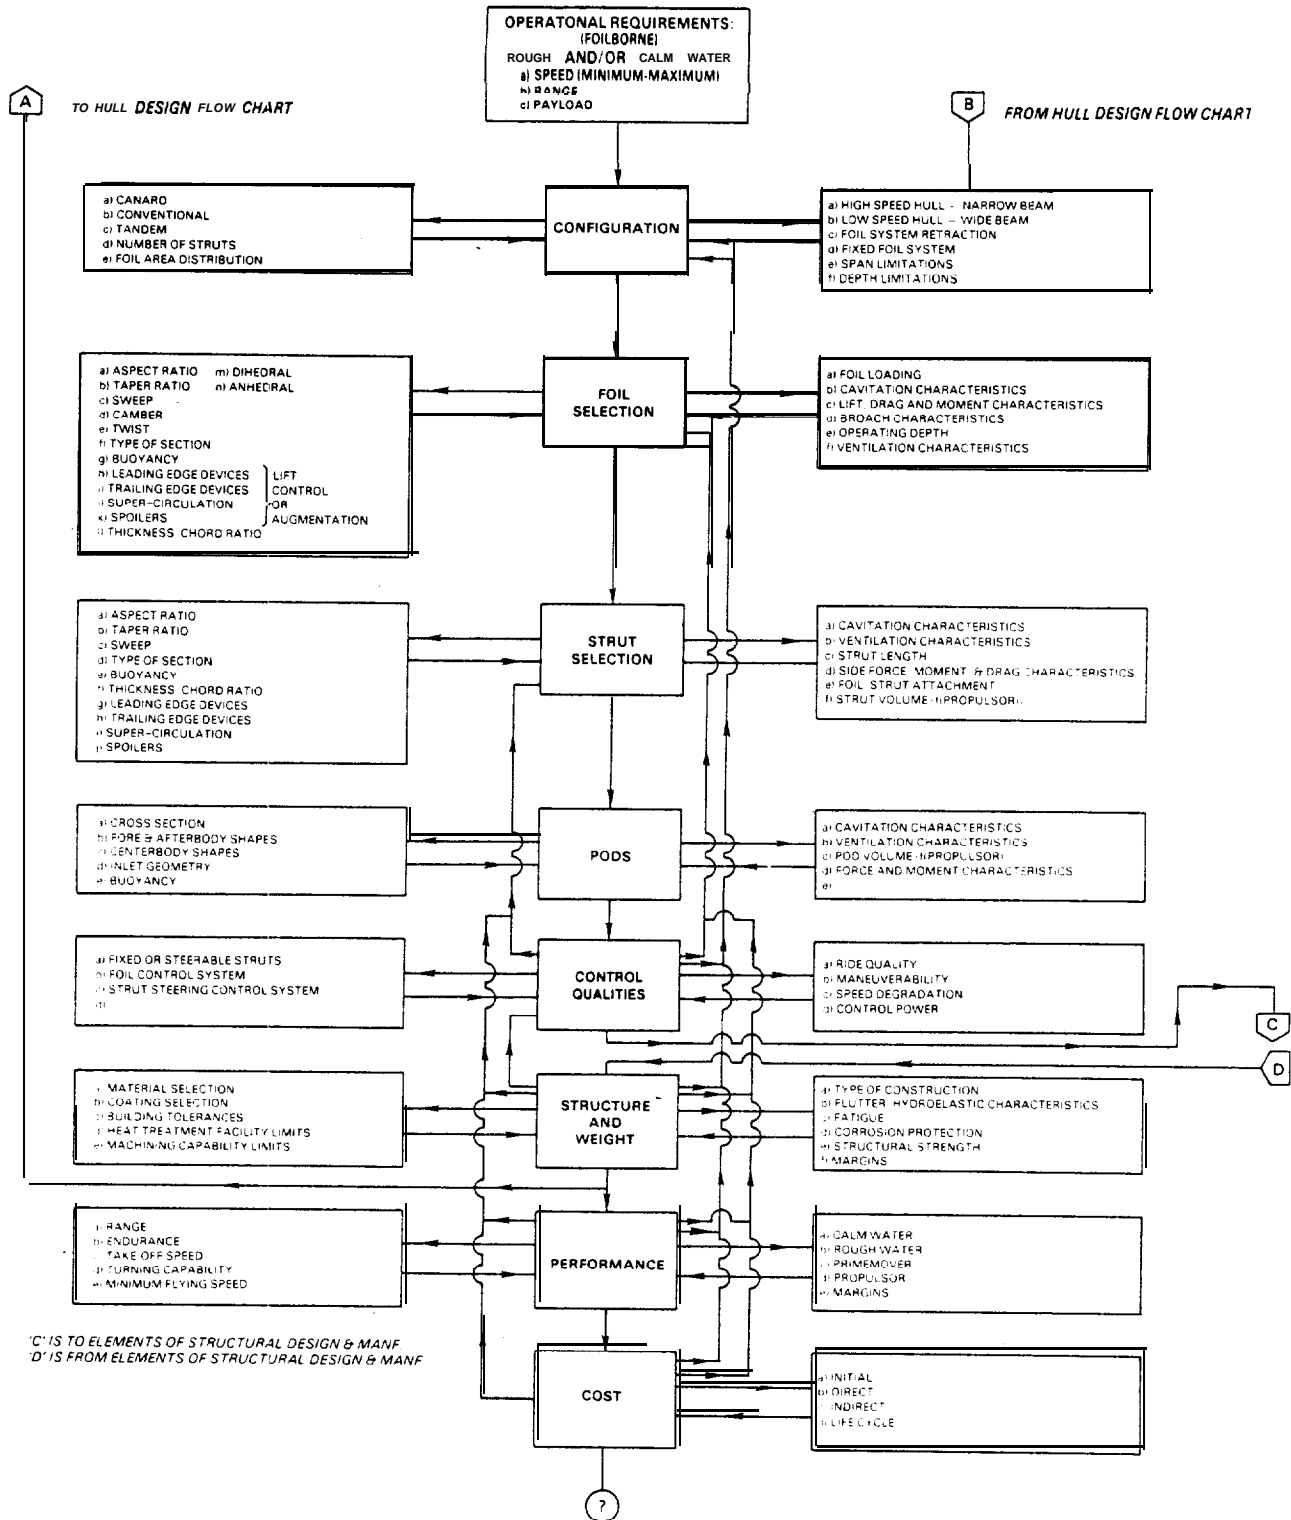 OPERATONAL REQUIREMENTS:
(FOILBORNE)
ROUGH AND/OR CALM WATER
a) SPEED (MINIMUM-MAXIMUM)
b) RANGE
c) PAYLOAD
A
TO HULL DESIGN FLOW CHART
B
FROM HULL DESIGN FLOW CHART
a) CANARD
b) CONVENTIONAL
c) TANDEM
d) NUMBER OF STRUTS
e) FOIL AREA DISTRIBUTION
CONFIGURATION
a) HIGH SPEED HULL - NARROW BEAM
b) LOW SPEED HULL - WIDE BEAM
c) FOIL SYSTEM RETRACTION
d) FIXED FOIL SYSTEM
e) SPAN LIMITATIONS
f) DEPTH LIMITATIONS
a) ASPECT RATIO m) DIHEDRAL
b) TAPER RATIO n) ANHEDRAL
c) SWEEP
d) CAMBER
e) TWIST
f) TYPE OF SECTION
g) BUOYANCY
h) LEADING EDGE DEVICES
i) TRAILING EDGE DEVICES
j) SUPER-CIRCULATION
k) SPOILERS
LIFT
CONTROL
OR
AUGMENTATION
l) THICKNESS CHORD RATIO
FOIL
SELECTION
a) FOIL LOADING
b) CAVITATION CHARACTERISTICS
c) LIFT, DRAG AND MOMENT CHARACTERISTICS
d) BROACH CHARACTERISTICS
e) OPERATING DEPTH
f) VENTILATION CHARACTERISTICS
a) ASPECT RATIO
b) TAPER RATIO
c) SWEEP
d) TYPE OF SECTION
e) BUOYANCY
f) THICKNESS CHORD RATIO
g) LEADING EDGE DEVICES
h) TRAILING EDGE DEVICES
i) SUPER-CIRCULATION
j) SPOILERS
STRUT
SELECTION
a) CAVITATION CHARACTERISTICS
b) VENTILATION CHARACTERISTICS
c) STRUT LENGTH
d) SIDE FORCE, MOMENT, & DRAG CHARACTERISTICS
e) FOIL STRUT ATTACHMENT
f) STRUT VOLUME (PROPULSOR)
a) CROSS SECTION
b) FORE & AFTERBODY SHAPES
c) CENTERBODY SHAPES
d) INLET GEOMETRY
e) BUOYANCY
PODS
a) CAVITATION CHARACTERISTICS
b) VENTILATION CHARACTERISTICS
c) POD VOLUME (PROPULSOR)
d) FORCE AND MOMENT CHARACTERISTICS
e)
a) FIXED OR STEERABLE STRUTS
b) FOIL CONTROL SYSTEM
c) STRUT STEERING CONTROL SYSTEM
d)
CONTROL
QUALITIES
a) RIDE QUALITY
b) MANEUVERABILITY
c) SPEED DEGRADATION
d) CONTROL POWER
C
D
MATERIAL SELECTION
b) COATING SELECTION
c) BUILDING TOLERANCES
d) HEAT TREATMENT FACILITY LIMITS
e) MACHINING CAPABILITY LIMITS
STRUCTURE
AND
WEIGHT
a) TYPE OF CONSTRUCTION
b) FLUTTER HYDROELASTIC CHARACTERISTICS
c) FATIGUE
d) CORROSION PROTECTION
e) STRUCTURAL STRENGTH
f) MARGINS
RANGE
b) ENDURANCE
TAKE OFF SPEED
d) TURNING CAPABILITY
e) MINIMUM FLYING SPEED
PERFORMANCE
a) CALM WATER
b) ROUGH WATER
PRIMEMOVER
d) PROPULSOR
e) MARGINS
'C' IS TO ELEMENTS OF STRUCTURAL DESIGN & MANF.
'D' IS FROM ELEMENTS OF STRUCTURAL DESIGN & MANF
COST
a) INITIAL
b) DIRECT
INDIRECT
LIFE CYCLE
?